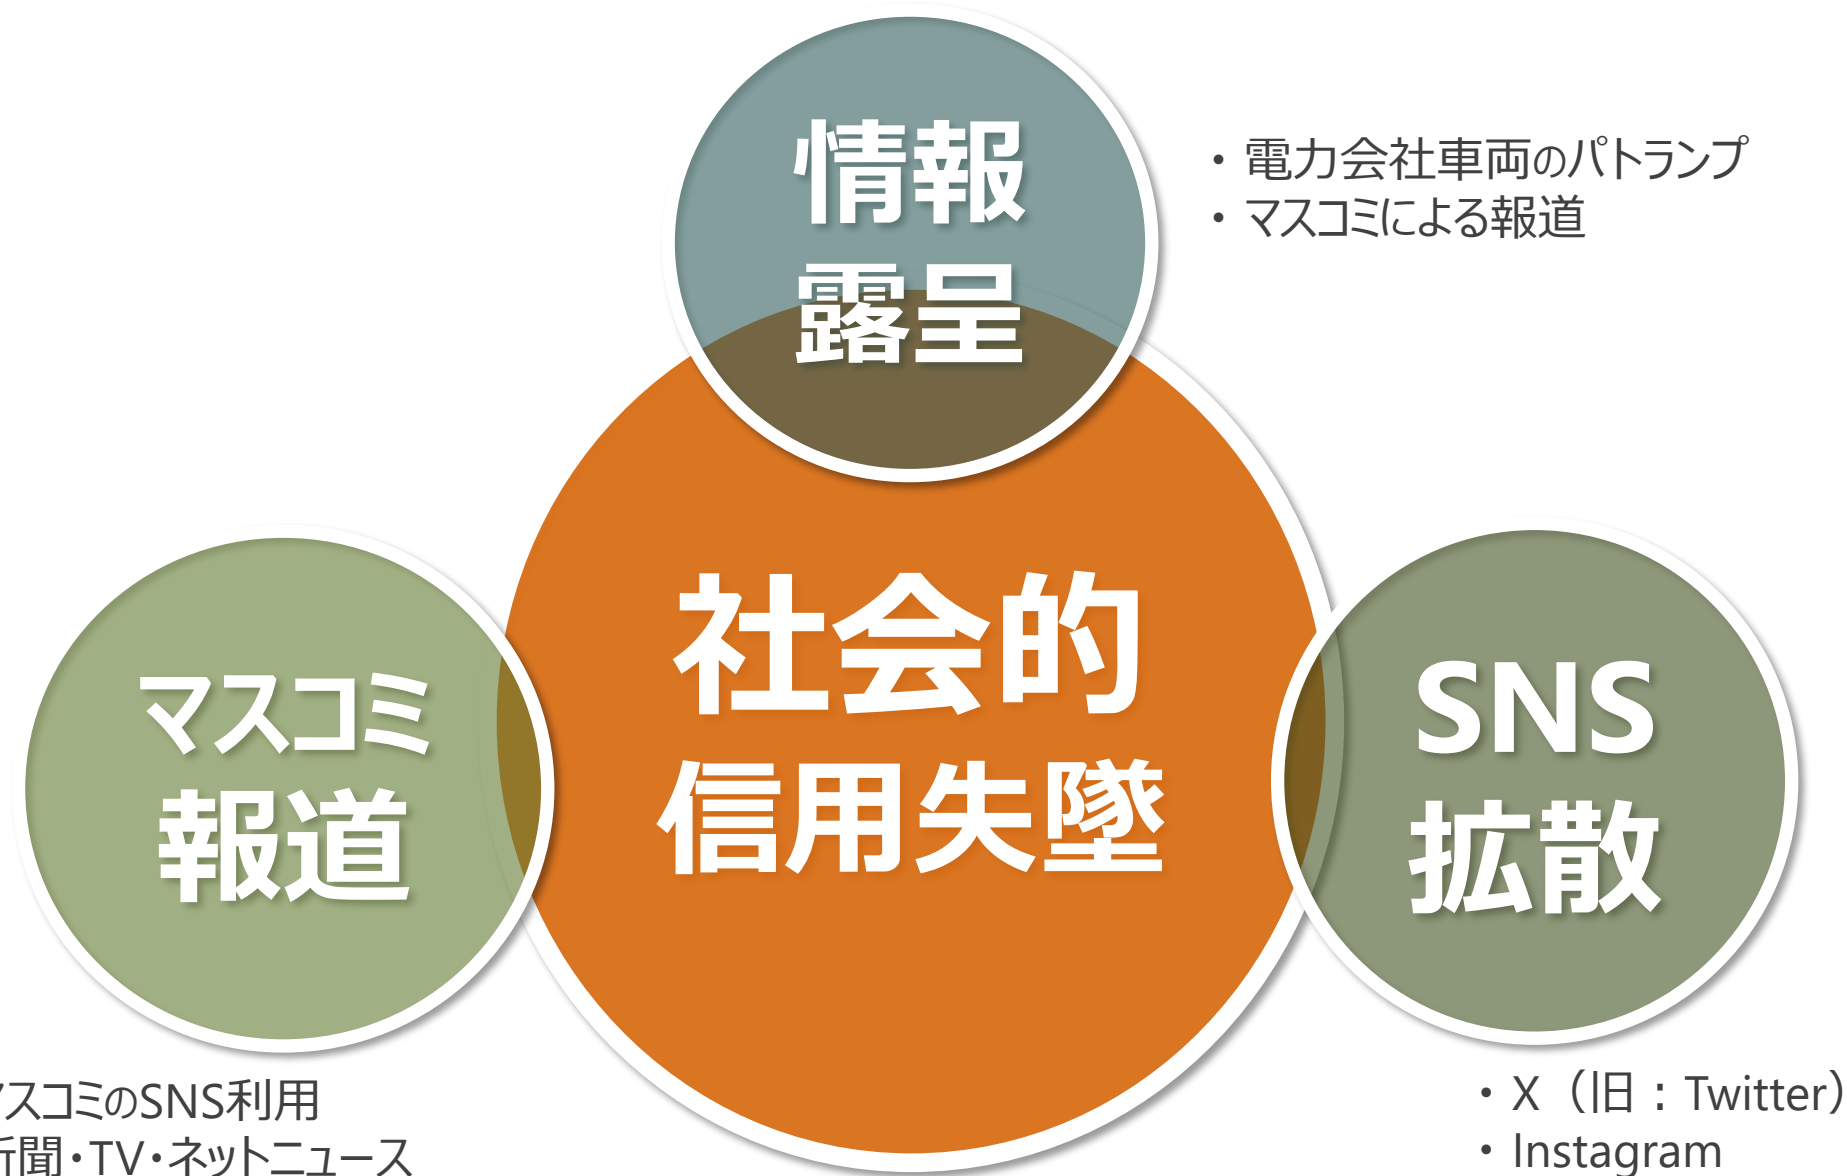 情報
露呈
・電力会社車両のパトランプ
・マスコミによる報道
社会的
信用失墜
マスコミ
報道
SNS
拡散
マスコミのSNS利用
新聞・TV・ネットニュース
・X（旧：Twitter）
・Instagram